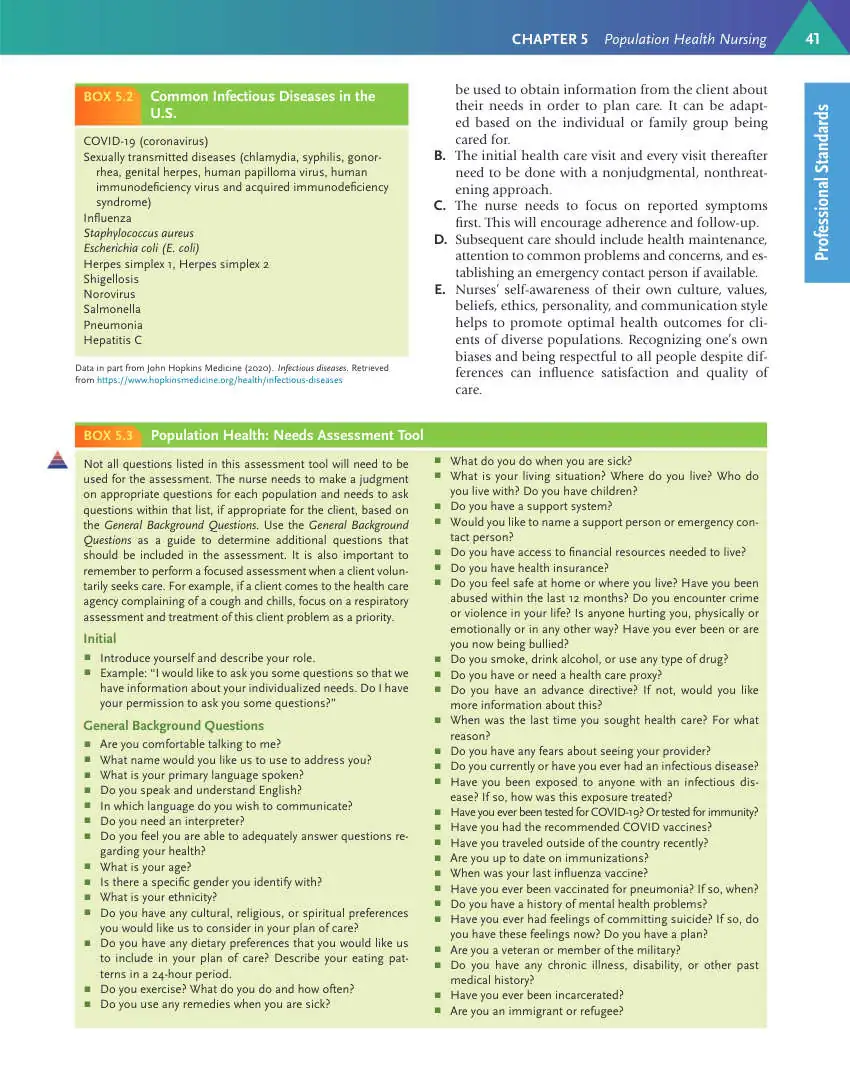 CHAPTER 5 Population Health Nursing 41
BOX 5.2 Common Infectious Diseases in the
U.S.
COVID-19 (coronavirus)
Sexually transmitted diseases (chlamydia, syphilis, gonor-
rhea, genital herpes, human papilloma virus, human
immunodeficiency virus and acquired immunodeficiency
syndrome)
Influenza
Staphylococcus aureus
Escherichia coli (E. coli)
Herpes simplex 1, Herpes simplex 2
Shigellosis
Norovirus
Salmonella
Pneumonia
Hepatitis C
Data in part from John Hopkins Medicine (2020). Infectious diseases. Retrieved
from https://www.hopkinsmedicine.org/health/infectious-diseases
be used to obtain information from the client about
their needs in order to plan care. It can be adapt-
ed based on the individual or family group being
cared for.
B. The initial health care visit and every visit thereafter
need to be done with a nonjudgmental, nonthreat-
ening approach.
C. The nurse needs to focus on reported symptoms
first. This will encourage adherence and follow-up.
D. Subsequent care should include health maintenance,
attention to common problems and concerns, and es-
tablishing an emergency contact person if available.
E. Nurses' self-awareness of their own culture, values,
beliefs, ethics, personality, and communication style
helps to promote optimal health outcomes for cli-
ents of diverse populations. Recognizing one's own
biases and being respectful to all people despite dif-
ferences can influence satisfaction and quality of
care.
Professional Standards
BOX 5.3 Population Health: Needs Assessment Tool
Not all questions listed in this assessment tool will need to be
used for the assessment. The nurse needs to make a judgment
on appropriate questions for each population and needs to ask
questions within that list, if appropriate for the client, based on
the General Background Questions. Use the General Background
Questions as a guide to determine additional questions that
should be included in the assessment. It is also important to
remember to perform a focused assessment when a client volun-
tarily seeks care. For example, if a client comes to the health care
agency complaining of a cough and chills, focus on a respiratory
assessment and treatment of this client problem as a priority.
Initial
■ Introduce yourself and describe your role.
■ Example: "I would like to ask you some questions so that we
have information about your individualized needs. Do I have
your permission to ask you some questions?"
General Background Questions
■ Are you comfortable talking to me?
■ What name would you like us to use to address you?
■ What is your primary language spoken?
■ Do you speak and understand English?
■ In which language do you wish to communicate?
■ Do you need an interpreter?
■ Do you feel you are able to adequately answer questions re-
garding your health?
■ What is your age?
■ Is there a specific gender you identify with?
■ What is your ethnicity?
■ Do you have any cultural, religious, or spiritual preferences
you would like us to consider in your plan of care?
■ Do you have any dietary preferences that you would like us
to include in your plan of care? Describe your eating pat-
terns in a 24-hour period.
■ Do you exercise? What do you do and how often?
■ Do you use any remedies when you are sick?
■ What do you do when you are sick?
■ What is your living situation? Where do you live? Who do
you live with? Do you have children?
■ Do you have a support system?
■ Would you like to name a support person or emergency con-
tact person?
■ Do you have access to financial resources needed to live?
■ Do you have health insurance?
■ Do you feel safe at home or where you live? Have you been
abused within the last 12 months? Do you encounter crime
or violence in your life? Is anyone hurting you, physically or
emotionally or in any other way? Have you ever been or are
you now being bullied?
■ Do you smoke, drink alcohol, or use any type of drug?
■ Do you have or need a health care proxy?
■ Do you have an advance directive? If not, would you like
more information about this?
■ When was the last time you sought health care? For what
reason?
■ Do you have any fears about seeing your provider?
■ Do you currently or have you ever had an infectious disease?
■ Have you been exposed to anyone with an infectious dis-
ease? If so, how was this exposure treated?
■ Have you ever been tested for COVID-19? Or tested for immunity?
■ Have you had the recommended COVID vaccines?
■ Have you traveled outside of the country recently?
■ Are you up to date on immunizations?
■ When was your last influenza vaccine?
■ Have you ever been vaccinated for pneumonia? If so, when?
■ Do you have a history of mental health problems?
■ Have you ever had feelings of committing suicide? If so, do
you have these feelings now? Do you have a plan?
■ Are you a veteran or member of the military?
■ Do you have any chronic illness, disability, or other past
medical history?
■ Have you ever been incarcerated?
■ Are you an immigrant or refugee?